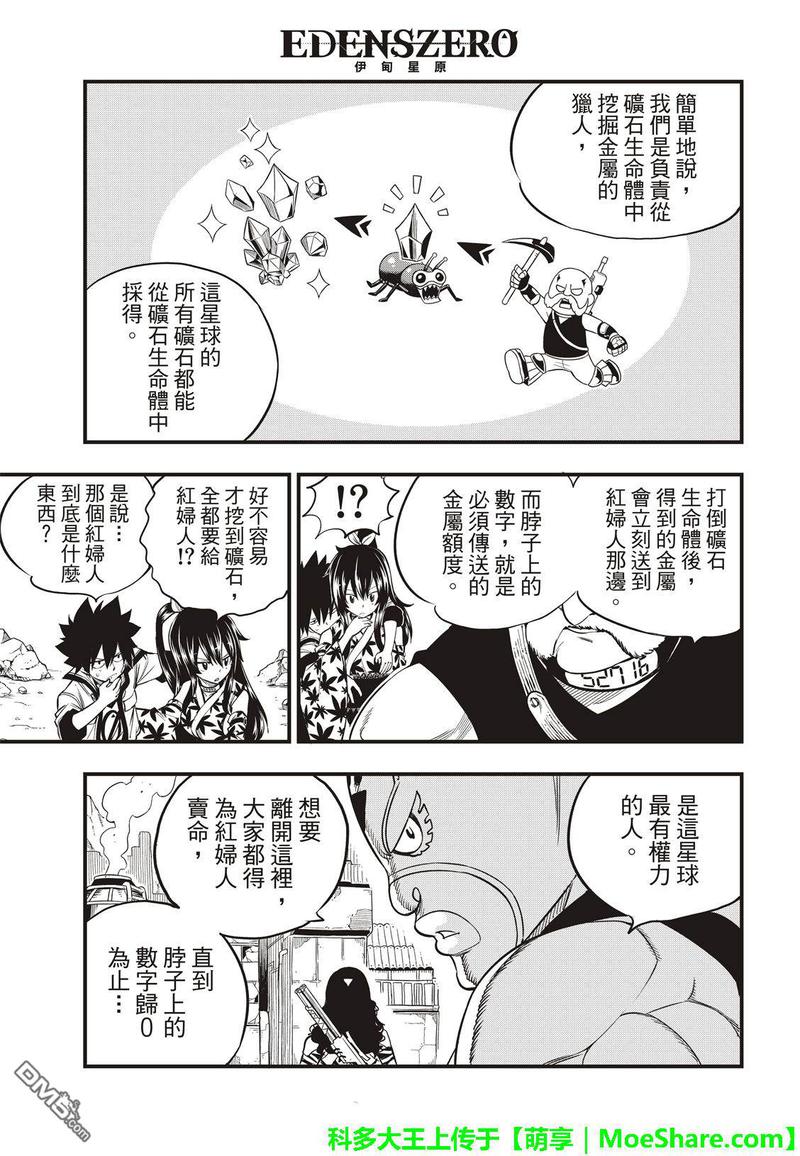 EDENSZERO
伊甸星原
簡單地說，
我們是負責從
礦石生命體中
挖掘金屬的
獵人，
這星球的
所有礦石都能
從礦石生命體中
採得。
打倒礦石
生命體後，
得到的金屬
會立刻送到
紅婦人那邊。
而脖子上的
數字，就是
必須傳送的
金屬額度。
52716
!?
好不容易
才挖到礦石，
全都要給
紅婦人!?
是說…
那個紅婦人
到底是什麼
東西？
是這星球
最有權力
的人。
想要
離開這裡，
大家都得
為紅婦人
賣命，
直到
脖子上的
數字歸0
為止…
DM5.com
动漫屋
科多大王上传于【萌享｜MoeShare.com】